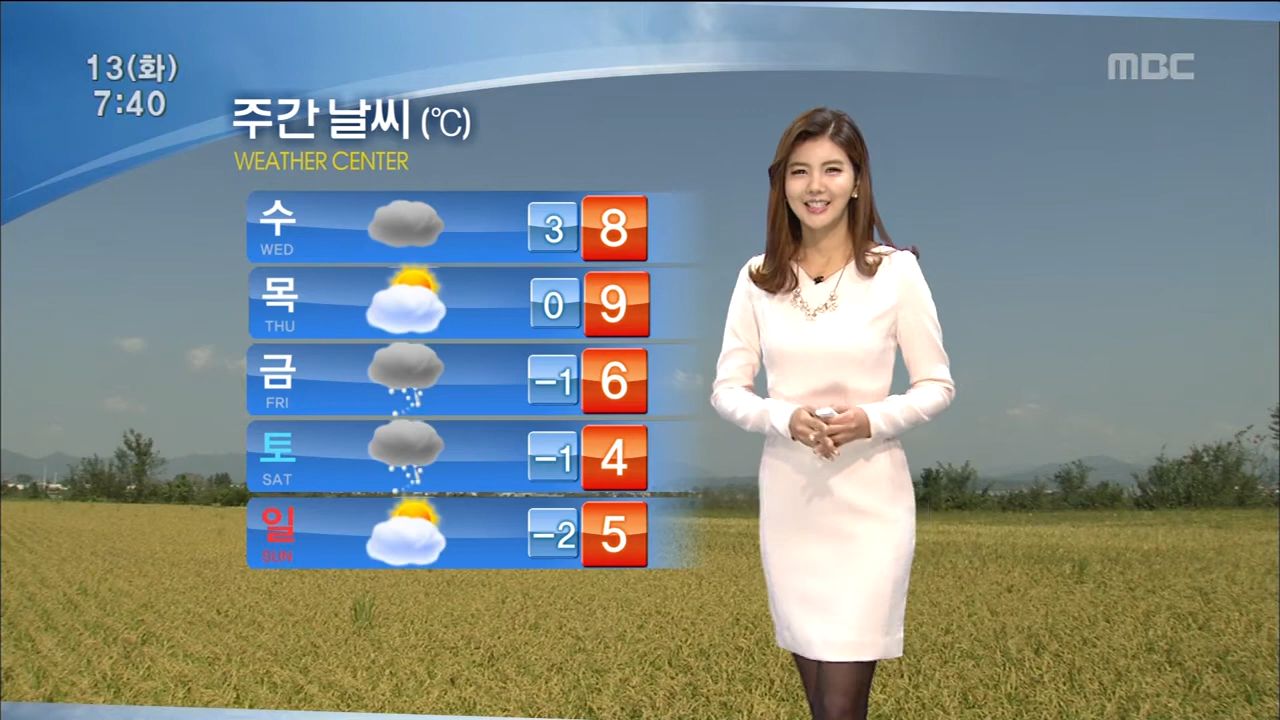 13(화)
7:40
MBC
주간 날씨 (℃)
WEATHER CENTER
수
WED
3 8
목
THU
0 9
금
FRI
-1 6
토
SAT
-1 4
일
SUN
-2 5